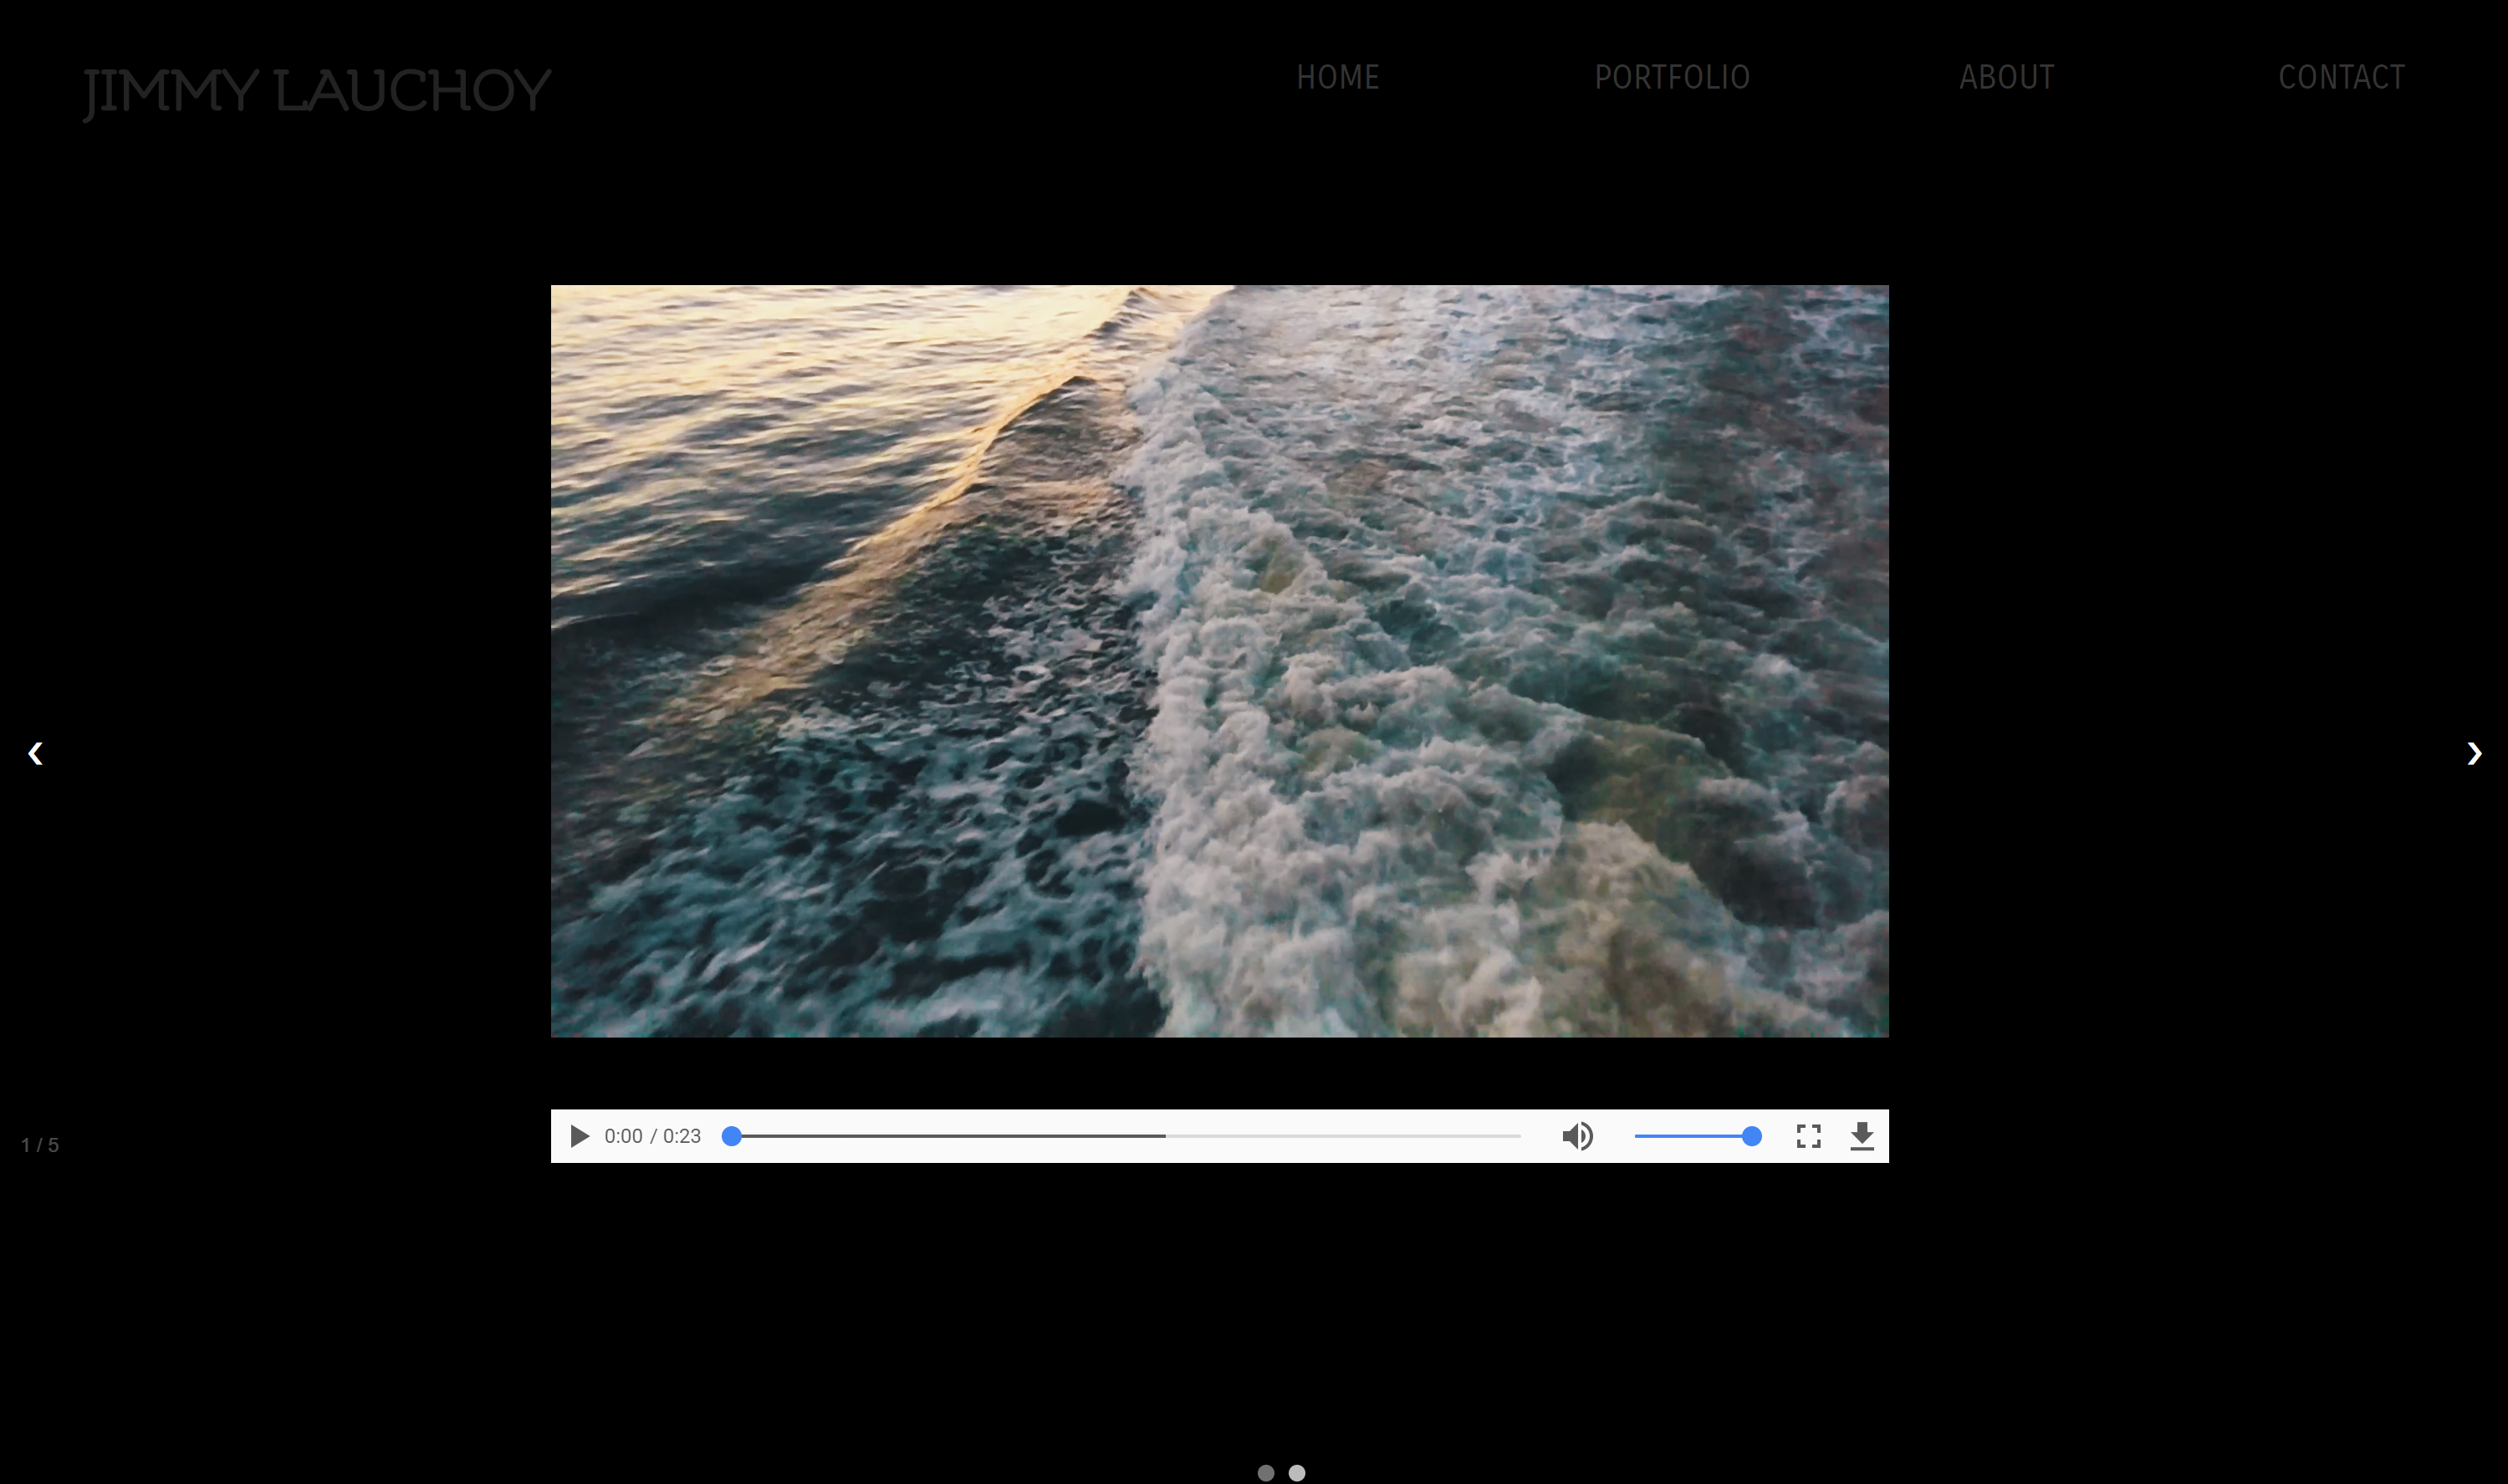 JIMMY LAUCHOY
HOME PORTFOLIO ABOUT CONTACT
1 / 5
0:00 / 0:23